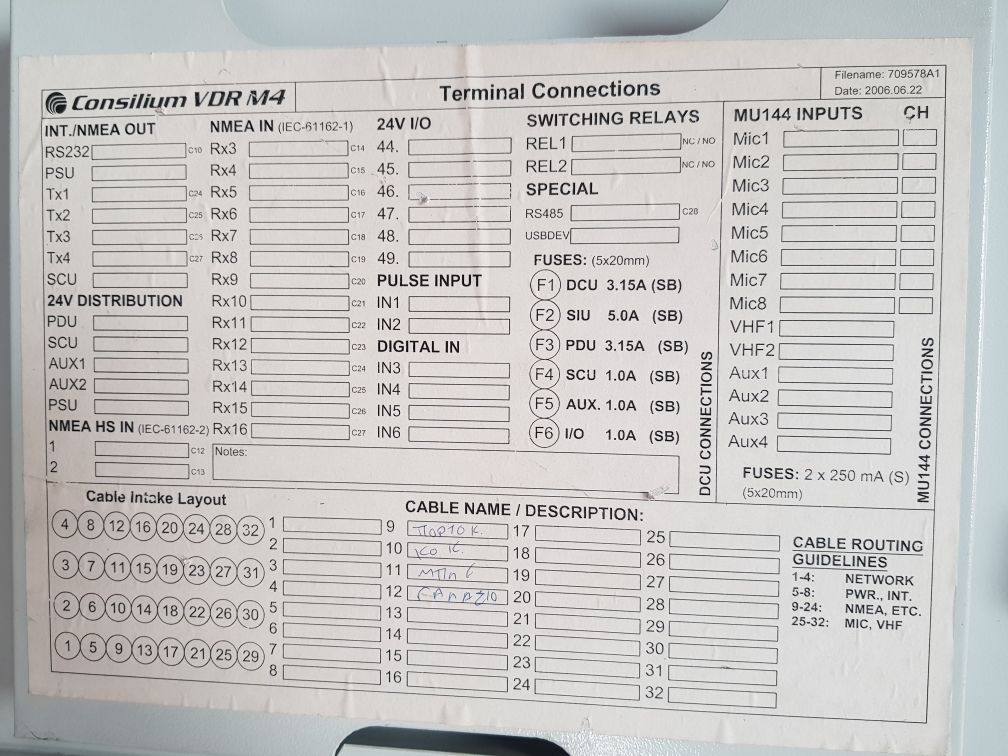 Consilium VDR M4
Terminal Connections
Filename: 709578A1
Date: 2006.06.22
INT./NMEA OUT
RS232 C10
PSU
Tx1 C24
Tx2 C25
Tx3
Tx4 C27
SCU
24V DISTRIBUTION
PDU
SCU
AUX1
AUX2
PSU
NMEA HS IN (IEC-61162-2)
1 C12
2 C13
NMEA IN (IEC-61162-1)
Rx3 C14
Rx4 C15
Rx5 C16
Rx6 C17
Rx7 C18
Rx8 C19
Rx9 C20
Rx10 C21
Rx11 C22
Rx12 C23
Rx13 C24
Rx14 C25
Rx15 C26
Rx16 C27
Notes:
24V I/O
44.
45.
46.
47.
48.
49.
PULSE INPUT
IN1
IN2
DIGITAL IN
IN3
IN4
IN5
IN6
SWITCHING RELAYS
REL1 NC / NO
REL2 NC / NO
SPECIAL
RS485 C28
USBDEV
FUSES: (5x20mm)
F1 DCU 3.15A (SB)
F2 SIU 5.0A (SB)
F3 PDU 3.15A (SB)
F4 SCU 1.0A (SB)
F5 AUX. 1.0A (SB)
F6 I/O 1.0A (SB)
DCU CONNECTIONS
MU144 INPUTS CH
Mic1
Mic2
Mic3
Mic4
Mic5
Mic6
Mic7
Mic8
VHF1
VHF2
Aux1
Aux2
Aux3
Aux4
FUSES: 2 x 250 mA (S)
(5x20mm)
MU144 CONNECTIONS
Cable Intake Layout
4 8 12 16 20 24 28 32
3 7 11 15 19 23 27 31
2 6 10 14 18 22 26 30
1 5 9 13 17 21 25 29
CABLE NAME / DESCRIPTION:
1
2
3
4
5
6
7
8
9 ΠΟΡΤΟΚ.
10 ΚΟΚ.
11
12 ΓΑΛΑΖΙΟ
13
14
15
16
17
18
19
20
21
22
23
24
25
26
27
28
29
30
31
32
CABLE ROUTING
GUIDELINES
1-4: NETWORK
5-8: PWR., INT.
9-24: NMEA, ETC.
25-32: MIC, VHF